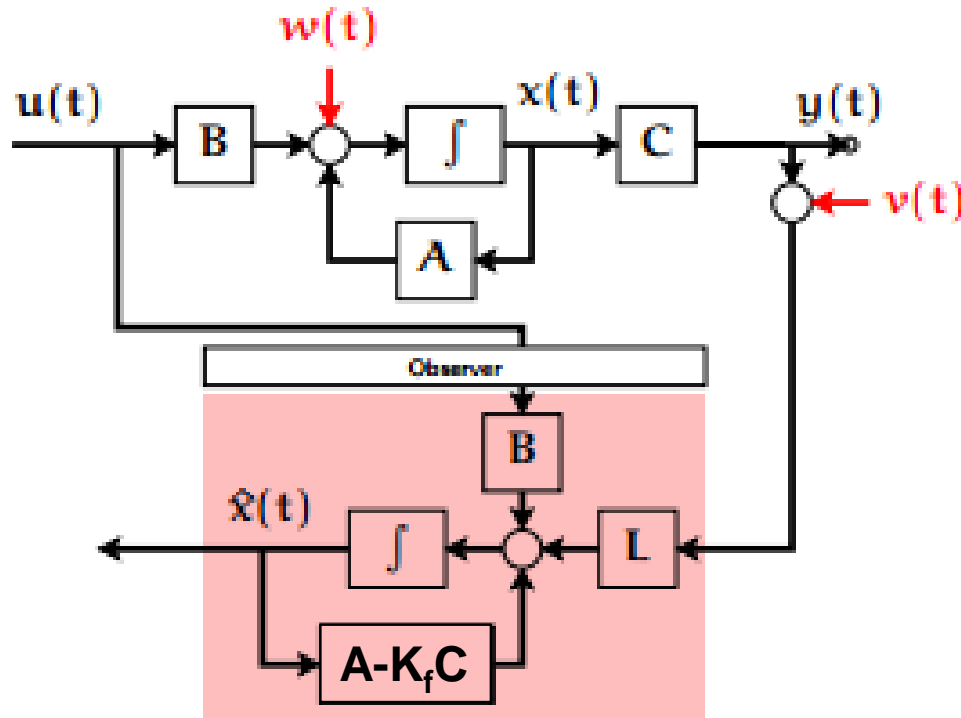 w(t)
u(t)
x(t)
y(t)
B
∫
C
v(t)
A
Observer
B
x̂(t)
∫
L
A-K_fC